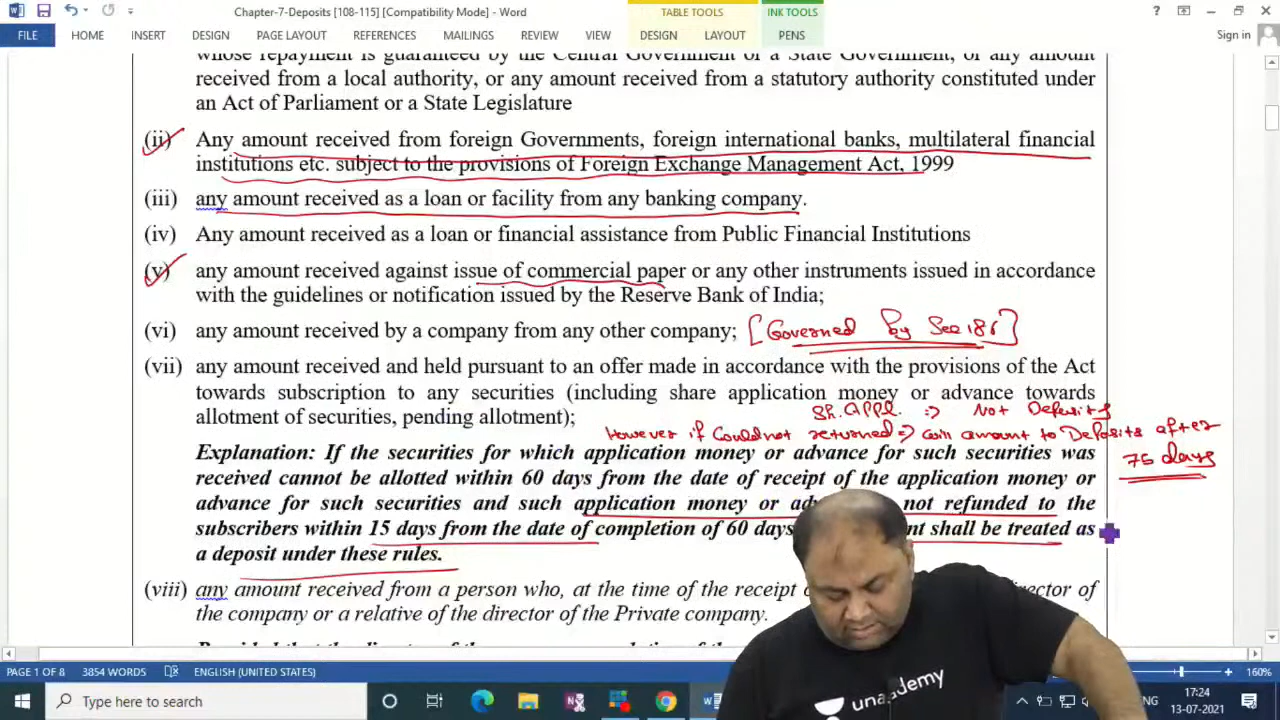 Chapter-7-Deposits [108-115] [Compatibility Mode] - Word
TABLE TOOLS
INK TOOLS
?
FILE
HOME
INSERT
DESIGN
PAGE LAYOUT
REFERENCES
MAILINGS
REVIEW
VIEW
DESIGN
LAYOUT
PENS
Sign in
whose repayment is guaranteed by the Central Government or a State Government, or any amount
received from a local authority, or any amount received from a statutory authority constituted under
an Act of Parliament or a State Legislature
(ii) Any amount received from foreign Governments, foreign international banks, multilateral financial
institutions etc. subject to the provisions of Foreign Exchange Management Act, 1999
(iii) any amount received as a loan or facility from any banking company.
(iv) Any amount received as a loan or financial assistance from Public Financial Institutions
(v) any amount received against issue of commercial paper or any other instruments issued in accordance
with the guidelines or notification issued by the Reserve Bank of India;
(vi) any amount received by a company from any other company; [Governed By Sec 186]
(vii) any amount received and held pursuant to an offer made in accordance with the provisions of the Act
towards subscription to any securities (including share application money or advance towards
allotment of securities, pending allotment);
Sh. Appl. => Not Deposits
However if Could not returned => amount to Deposits after
75 days
Explanation: If the securities for which application money or advance for such securities was
received cannot be allotted within 60 days from the date of receipt of the application money or
advance for such securities and such application money or not refunded to the
subscribers within 15 days from the date of completion of 60 days shall be treated as
a deposit under these rules.
(viii) any amount received from a person who, at the time of the receipt director of
the company or a relative of the director of the Private company.
PAGE 1 OF 8
3854 WORDS
ENGLISH (UNITED STATES)
160%
unacademy
Type here to search
ENG
17:24
13-07-2021